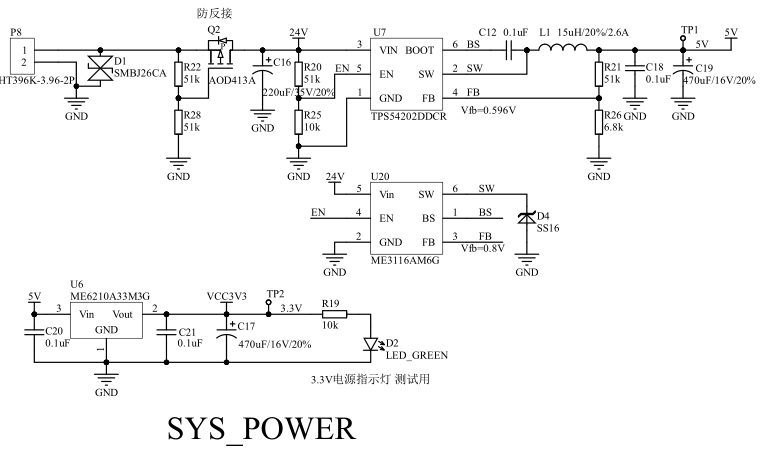 防反接
P8
Q2
24V
U7
C12 0.1uF
L1 15uH/20%/2.6A
TP1
5V
1
2
D1
SMBJ26CA
R22
51k
AOD413A
C16
220uF/35V/20%
R20
51k
EN
3 VIN BOOT 6 BS
5 EN SW 2 SW
1 GND FB 4 FB
TPS54202DDCR
Vfb=0.596V
5V
R21
51k
C18
0.1uF
C19
470uF/16V/20%
HT396K-3.96-2P
GND
R28
51k
GND
R25
10k
R26
6.8k
GND
GND
GND
GND
GND
GND
U20
24V
5 Vin SW 6 SW
EN 4 EN BS 1 BS
2 GND FB 3 FB
ME3116AM6G
Vfb=0.8V
D4
SS16
GND
GND
U6
ME6210A33M3G
5V
3 Vin Vout 2
GND
1
VCC3V3
TP2
3.3V
R19
10k
C20
0.1uF
C21
0.1uF
C17
470uF/16V/20%
D2
LED_GREEN
GND
3.3V电源指示灯 测试用
SYS_POWER